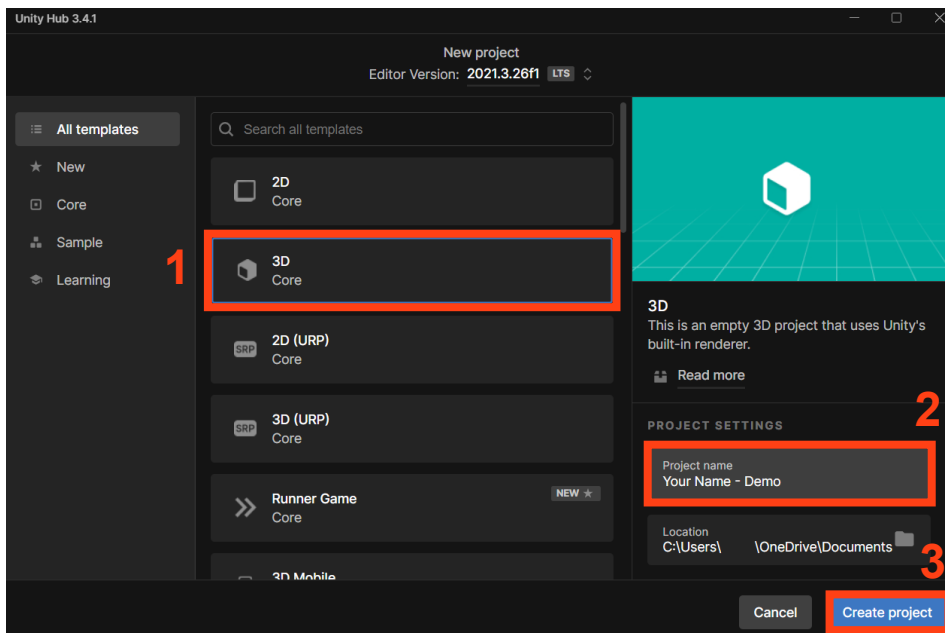 Unity Hub 3.4.1
New project
Editor Version: 2021.3.26f1 LTS
All templates
New
Core
Sample
Learning
1
Search all templates
2D
Core
3D
Core
2D (URP)
Core
SRP
3D (URP)
Core
SRP
Runner Game
Core
NEW
3D Mobile
3D
This is an empty 3D project that uses Unity's
built-in renderer.
Read more
2
PROJECT SETTINGS
Project name
Your Name - Demo
Location
C:\Users\ \OneDrive\Documents
3
Cancel
Create project